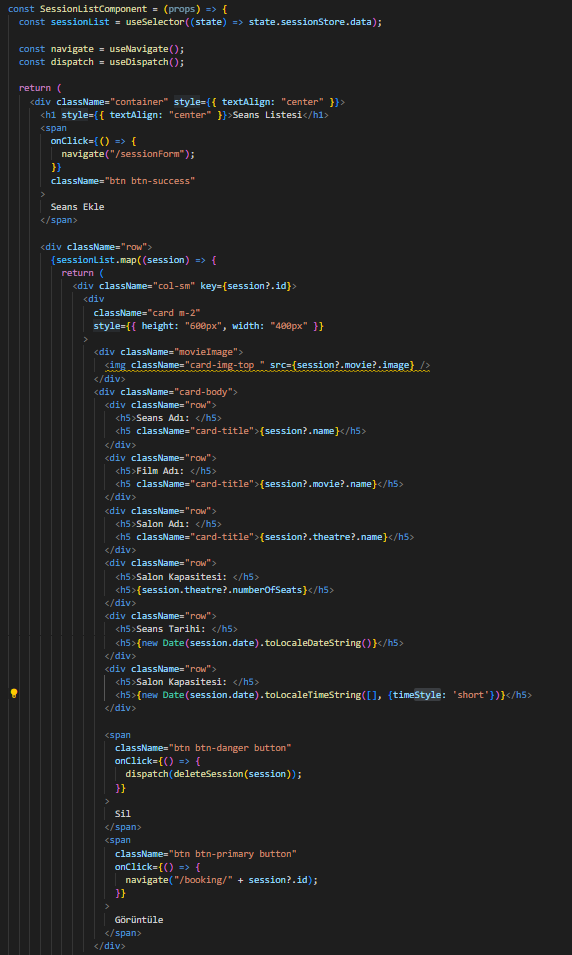 const SessionListComponent = (props) => {
  const sessionList = useSelector((state) => state.sessionStore.data);

  const navigate = useNavigate();
  const dispatch = useDispatch();

  return (
    <div className="container" style={{ textAlign: "center" }}>
      <h1 style={{ textAlign: "center" }}>Seans Listesi</h1>
      <span
        onClick={() => {
          navigate("/sessionForm");
        }}
        className="btn btn-success"
      >
        Seans Ekle
      </span>

      <div className="row">
        {sessionList.map((session) => {
          return (
            <div className="col-sm" key={session?.id}>
              <div
                className="card m-2"
                style={{ height: "600px", width: "400px" }}
              >
                <div className="movieImage">
                  <img className="card-img-top " src={session?.movie?.image} />
                </div>
                <div className="card-body">
                  <div className="row">
                    <h5>Seans Adı: </h5>
                    <h5 className="card-title">{session?.name}</h5>
                  </div>
                  <div className="row">
                    <h5>Film Adı: </h5>
                    <h5 className="card-title">{session?.movie?.name}</h5>
                  </div>
                  <div className="row">
                    <h5>Salon Adı: </h5>
                    <h5 className="card-title">{session?.theatre?.name}</h5>
                  </div>
                  <div className="row">
                    <h5>Salon Kapasitesi: </h5>
                    <h5>{session.theatre?.numberOfSeats}</h5>
                  </div>
                  <div className="row">
                    <h5>Seans Tarihi: </h5>
                    <h5>{new Date(session.date).toLocaleDateString()}</h5>
                  </div>
                  <div className="row">
                    <h5>Salon Kapasitesi: </h5>
                    <h5>{new Date(session.date).toLocaleTimeString([], {timeStyle: 'short'})}</h5>
                  </div>

                  <span
                    className="btn btn-danger button"
                    onClick={() => {
                      dispatch(deleteSession(session));
                    }}
                  >
                    Sil
                  </span>
                  <span
                    className="btn btn-primary button"
                    onClick={() => {
                      navigate("/booking/" + session?.id);
                    }}
                  >
                    Görüntüle
                  </span>
                </div>